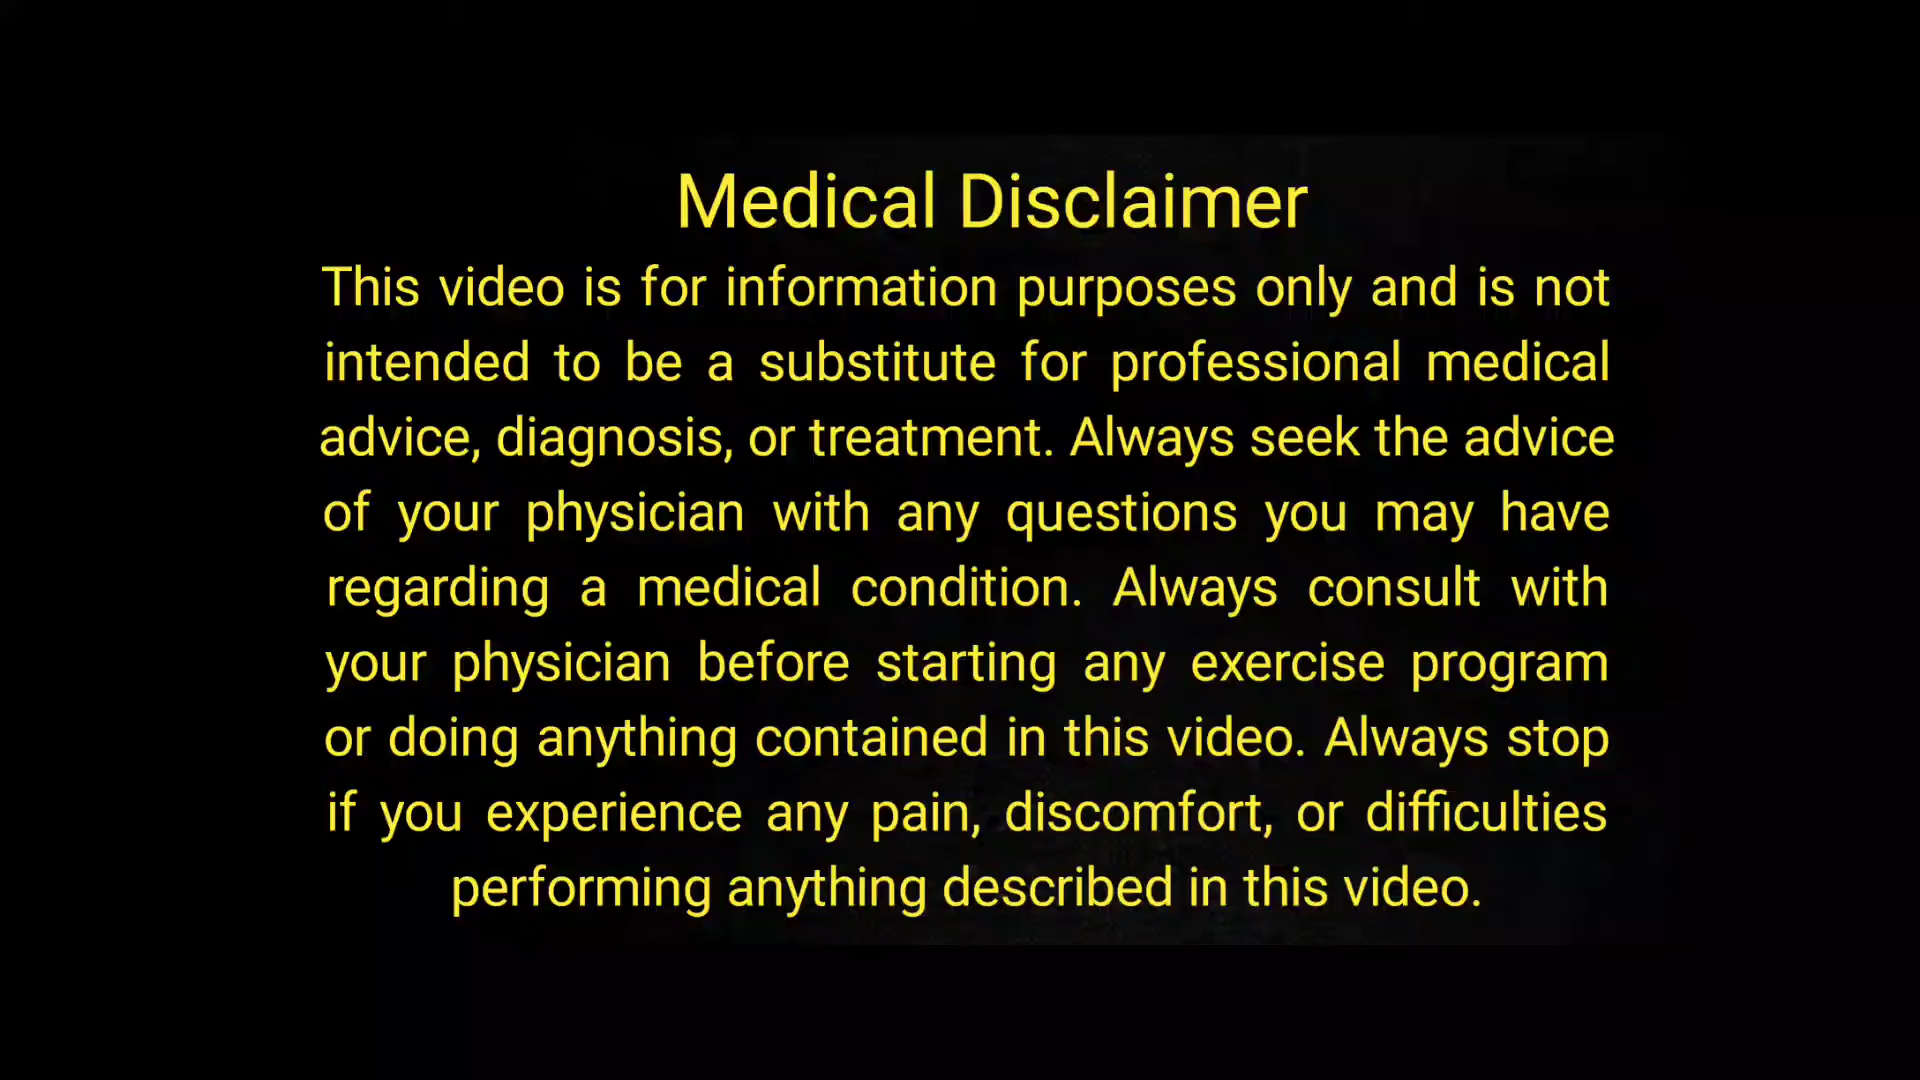 Medical Disclaimer
This video is for information purposes only and is not
intended to be a substitute for professional medical
advice, diagnosis, or treatment. Always seek the advice
of your physician with any questions you may have
regarding a medical condition. Always consult with
your physician before starting any exercise program
or doing anything contained in this video. Always stop
if you experience any pain, discomfort, or difficulties
performing anything described in this video.